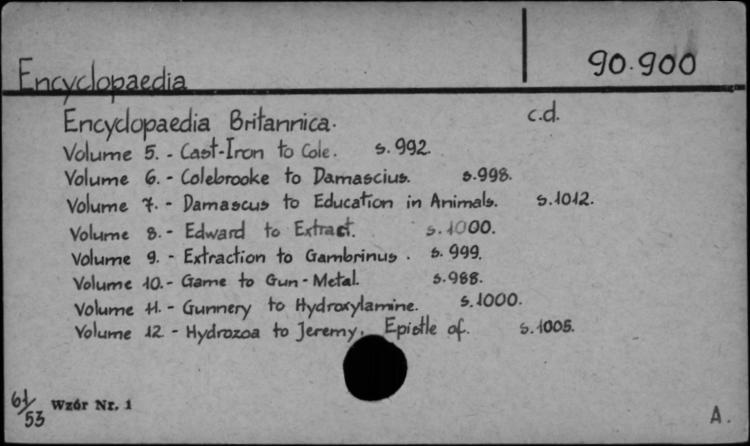 90.900
Encyclopaedia
Encyclopaedia Britannica. c.d.
Volume 5. - Cast-Iron to Cole. s.992.
Volume 6. - Colebrooke to Damascius. s.998.
Volume 7. - Damascus to Education in Animals. s.1012.
Volume 8. - Edward to Extract. s.1000.
Volume 9. - Extraction to Gambrinus. s.999.
Volume 10. - Game to Gun-Metal. s.988.
Volume 11. - Gunnery to Hydroxylamine. s.1000.
Volume 12 - Hydrozoa to Jeremy, Epistle of. s.1005.
61/53 Wzór Nr. 1
A.